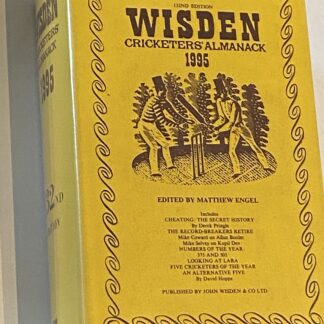 132ND EDITION
WISDEN
CRICKETERS' ALMANACK
1995
EDITED BY MATTHEW ENGEL
Includes
CHEATING: THE SECRET HISTORY
By Derek Pringle
THE RECORD-BREAKERS RETIRE
Mike Coward on Allan Border
Mike Selvey on Kapil Dev
NUMBERS OF THE YEAR:
375 AND 501
LOOKING AT LARA
FIVE CRICKETERS OF THE YEAR
AN ALTERNATIVE FIVE
By David Hopps
PUBLISHED BY JOHN WISDEN & CO LTD
WISDEN
1995